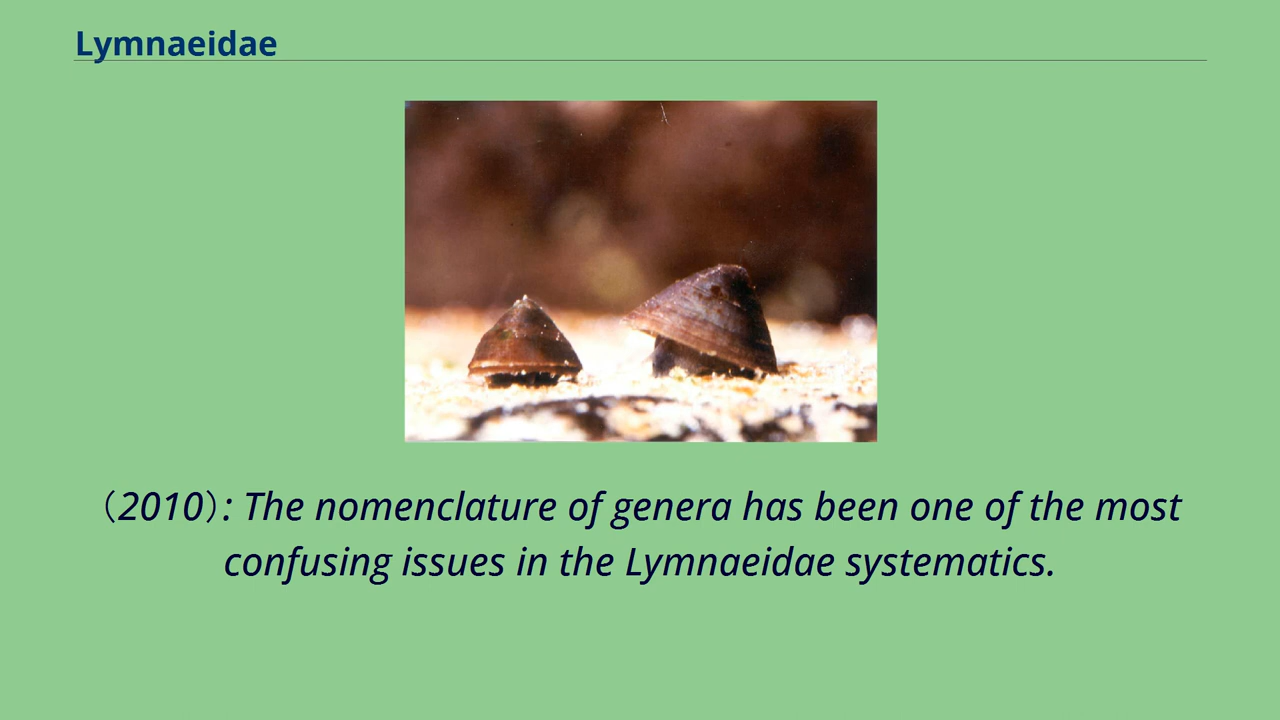 Lymnaeidae
（2010）: The nomenclature of genera has been one of the most
confusing issues in the Lymnaeidae systematics.